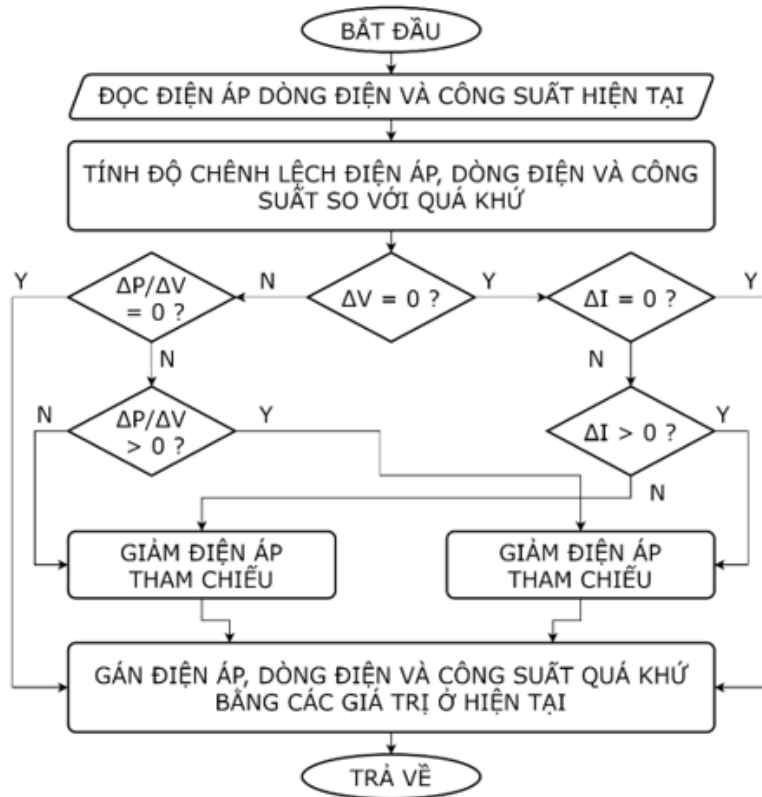 BẮT ĐẦU
ĐỌC ĐIỆN ÁP DÒNG ĐIỆN VÀ CÔNG SUẤT HIỆN TẠI
TÍNH ĐỘ CHÊNH LỆCH ĐIỆN ÁP, DÒNG ĐIỆN VÀ CÔNG
SUẤT SO VỚI QUÁ KHỨ
Y
ΔP/ΔV
= 0 ?
N
ΔV = 0 ?
Y
ΔI = 0 ?
Y
N
N
N
ΔP/ΔV
> 0 ?
Y
ΔI > 0 ?
Y
N
GIẢM ĐIỆN ÁP
THAM CHIẾU
GIẢM ĐIỆN ÁP
THAM CHIẾU
GÁN ĐIỆN ÁP, DÒNG ĐIỆN VÀ CÔNG SUẤT QUÁ KHỨ
BẰNG CÁC GIÁ TRỊ Ở HIỆN TẠI
TRẢ VỀ